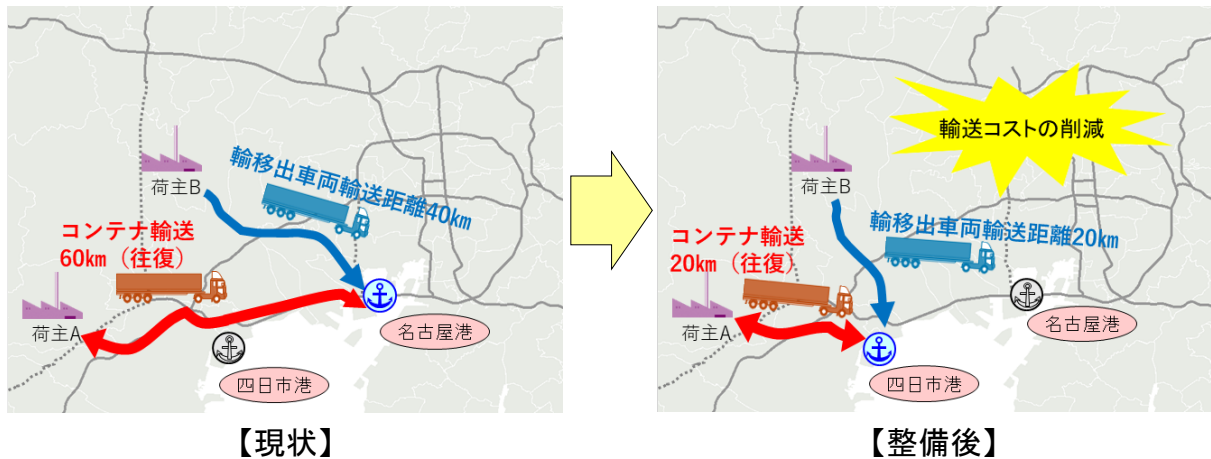 荷主B
輸移出車両輸送距離40km
コンテナ輸送
60km（往復）
荷主A
名古屋港
四日市港
【現状】
輸送コストの削減
荷主B
輸移出車両輸送距離20km
コンテナ輸送
20km（往復）
荷主A
名古屋港
四日市港
【整備後】